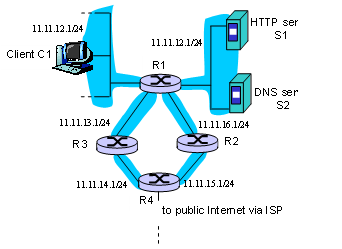 HTTP ser
S1
11.11.12.1/24
11.11.12.1/24
Client C1
R1
DNS ser
S2
11.11.13.1/24
11.11.16.1/24
R3
R2
11.11.14.1/24
11.11.15.1/24
R4
to public Internet via ISP